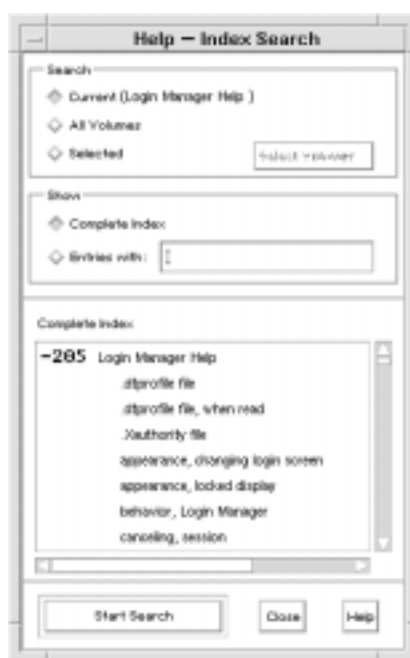 Help - Index Search
Search
Current (Login Manager Help )
All Volumes
Selected
Select Volumes
Show
Complete Index
Entries with:
Complete Index:
-205 Login Manager Help
.dtprofile file
.dtprofile file, when read
.Xauthority file
appearance, changing login screen
appearance, locked display
behavior, Login Manager
canceling, session
Start Search
Close
Help